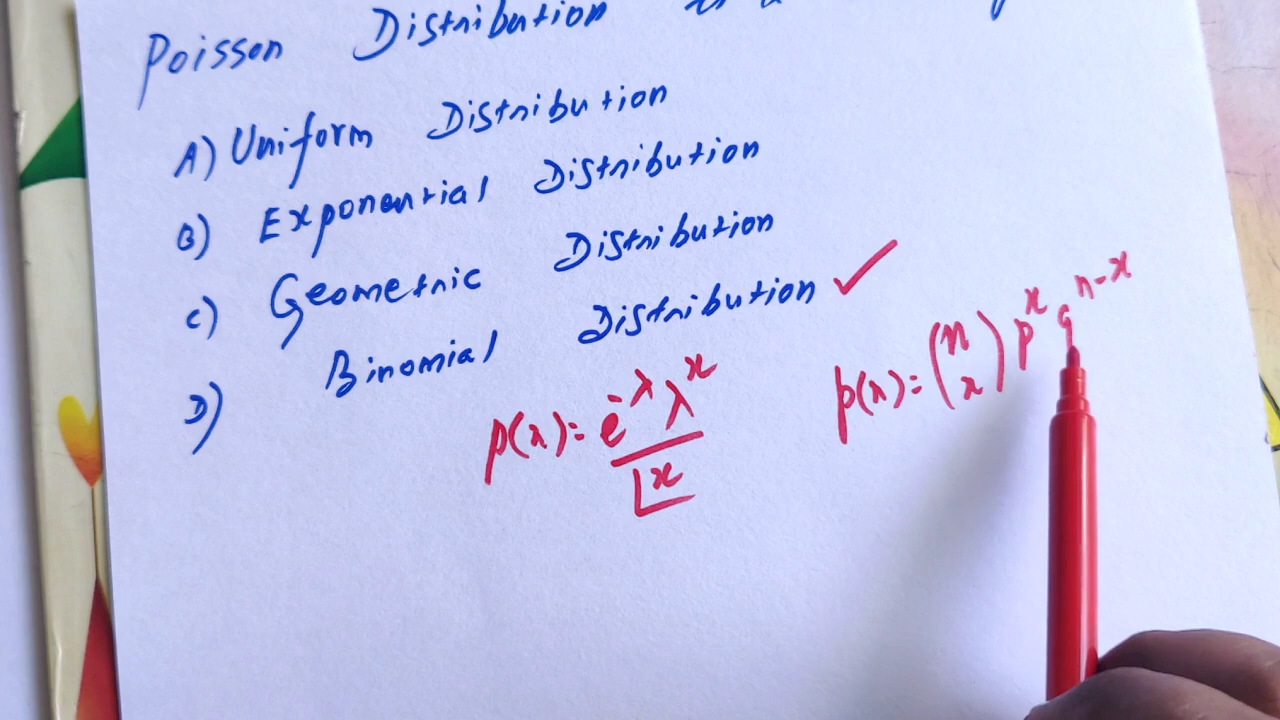 Poisson Distribution
A) Uniform Distribution
B) Exponential Distribution
C) Geometric Distribution
D) Binomial Distribution ✓
p(x) = e^-λ λ^x / ⌊x
p(x) = (n x) p^x q^n-x